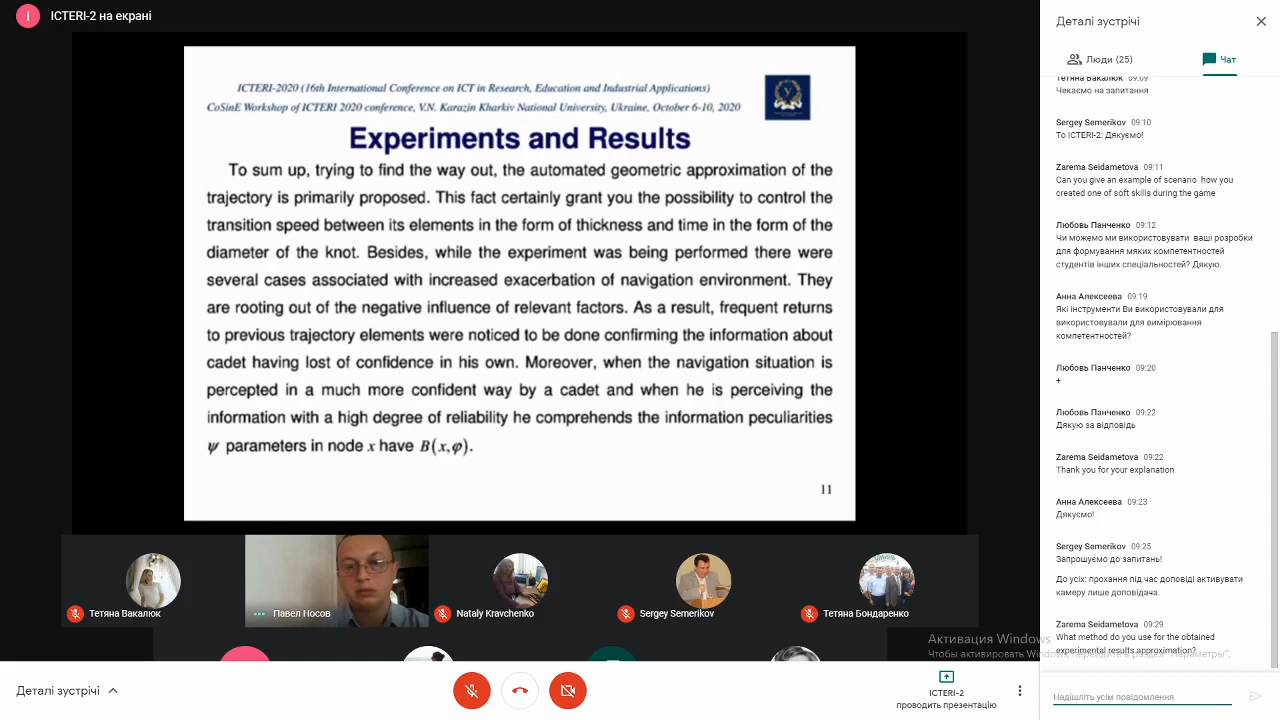 I
ICTERI-2 на екрані
ICTERI-2020 (16th International Conference on ICT in Research, Education and Industrial Applications)
CoSinE Workshop of ICTERI 2020 conference, V.N. Karazin Kharkiv National University, Ukraine, October 6-10, 2020
Experiments and Results
To sum up, trying to find the way out, the automated geometric approximation of the
trajectory is primarily proposed. This fact certainly grant you the possibility to control the
transition speed between its elements in the form of thickness and time in the form of the
diameter of the knot. Besides, while the experiment was being performed there were
several cases associated with increased exacerbation of navigation environment. They
are rooting out of the negative influence of relevant factors. As a result, frequent returns
to previous trajectory elements were noticed to be done confirming the information about
cadet having lost of confidence in his own. Moreover, when the navigation situation is
percepted in a much more confident way by a cadet and when he is perceiving the
information with a high degree of reliability he comprehends the information peculiarities
ψ parameters in node x have B(x,φ).
11
Тетяна Вакалюк
Павел Носов
Nataly Kravchenko
Sergey Semerikov
Тетяна Бондаренко
Деталі зустрічі
ICTERI-2
проводить презентацію
Деталі зустрічі
Люди (25)
Чат
Тетяна Вакалюк 09:09
Чекаємо на запитання
Sergey Semerikov 09:10
То ICTERI-2: Дякуємо!
Zarema Seidametova 09:11
Can you give an example of scenario how you
created one of soft skills during the game
Любовь Панченко 09:12
Чи можемо ми використовувати ваші розробки
для формування мяких компетентностей
студентів інших спеціальностей? Дякую.
Анна Алексеева 09:19
Які інструменти Ви використовували для
використовували для вимірювання
компетентностей?
Любовь Панченко 09:20
+
Любовь Панченко 09:22
Дякую за відповідь
Zarema Seidametova 09:22
Thank you for your explanation
Анна Алексеева 09:23
Дякуємо!
Sergey Semerikov 09:25
Запрошуємо до запитань!
До усіх: прохання під час доповіді активувати
камеру лише доповідача.
Zarema Seidametova 09:29
What method do you use for the obtained
experimental results approximation?
Активация Windows
Чтобы активировать Windows, перейдите в раздел "Параметры".
Надішліть усім повідомлення